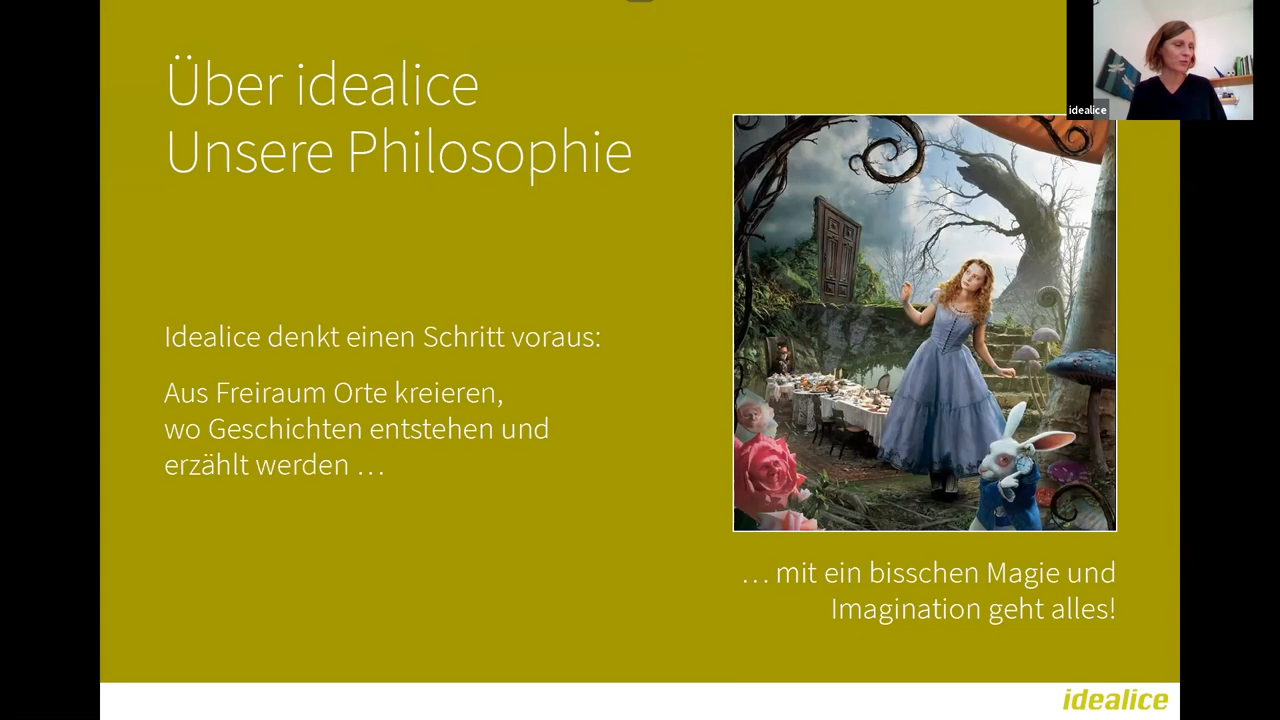 Über idealice
Unsere Philosophie
idealice
Idealice denkt einen Schritt voraus:
Aus Freiraum Orte kreieren,
wo Geschichten entstehen und
erzählt werden …
… mit ein bisschen Magie und
Imagination geht alles!
idealice